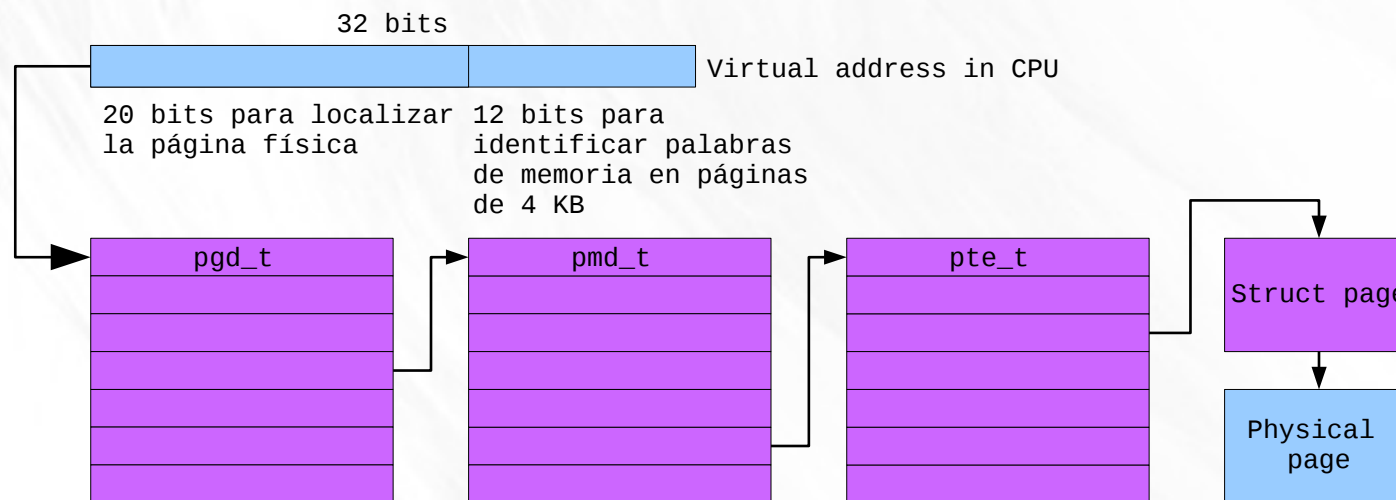 32 bits
Virtual address in CPU
20 bits para localizar
la página física
12 bits para
identificar palabras
de memoria en páginas
de 4 KB
pgd_t
pmd_t
pte_t
Struct page
Physical
page